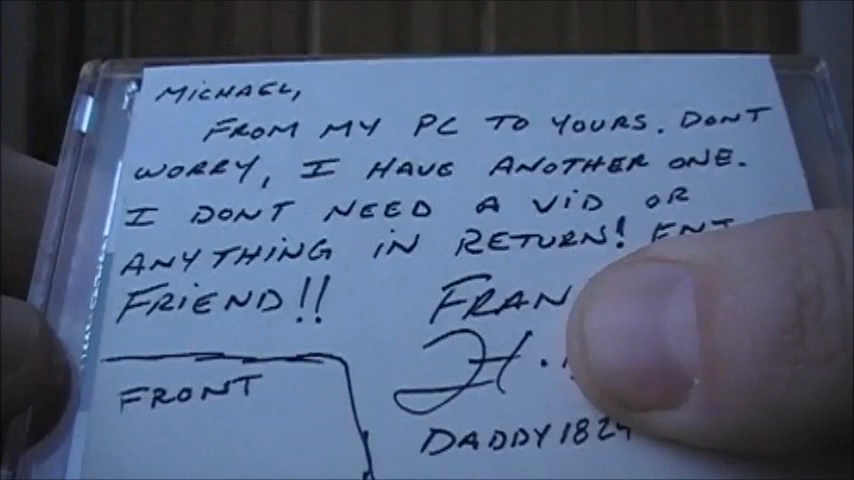 MICHAEL,
FROM MY PC TO YOURS. DONT
WORRY, I HAVE ANOTHER ONE.
I DONT NEED A VID OR
ANYTHING IN RETURN!
FRIEND!!
H.
FRONT